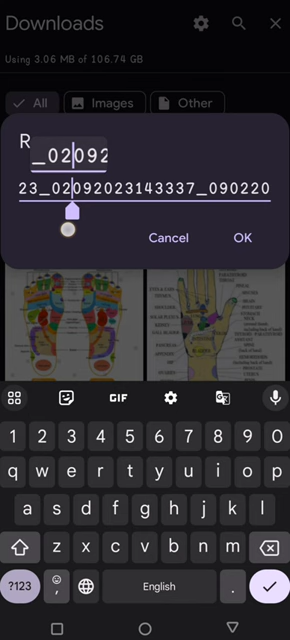 Downloads
Using 3.06 MB of 106.74 GB
All
Images
Other
R
_02092
23_02092023143337_090220
Cancel
OK
GIF
1 2 3 4 5 6 7 8 9 0
q w e r t y u i o p
a s d f g h j k l
z x c v b n m
?123
,
English
.